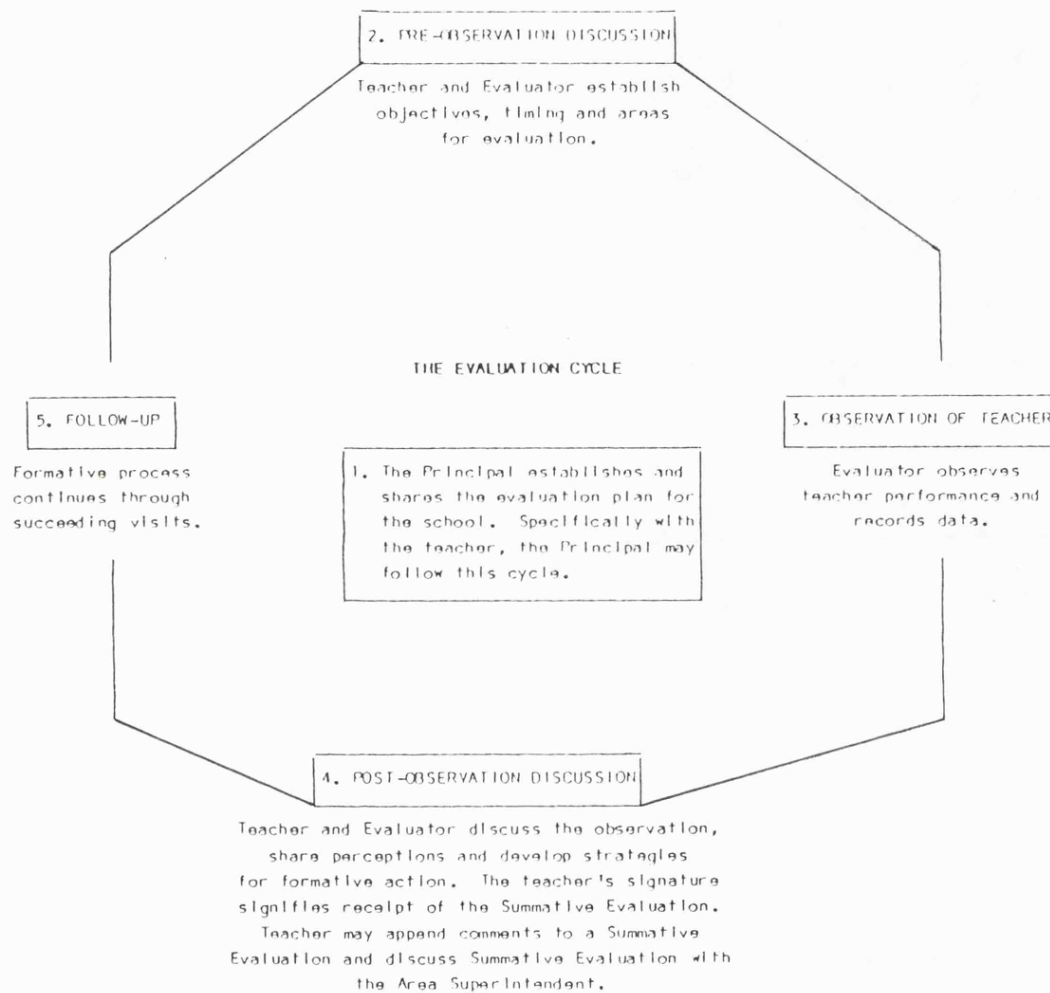 2. PRE-OBSERVATION DISCUSSION
Teacher and Evaluator establish
objectives, timing and areas
for evaluation.
THE EVALUATION CYCLE
1. The Principal establishes and
shares the evaluation plan for
the school. Specifically with
the teacher, the Principal may
follow this cycle.
3. OBSERVATION OF TEACHER
Evaluator observes
teacher performance and
records data.
4. POST-OBSERVATION DISCUSSION
Teacher and Evaluator discuss the observation,
share perceptions and develop strategies
for formative action. The teacher's signature
signifies receipt of the Summative Evaluation.
Teacher may append comments to a Summative
Evaluation and discuss Summative Evaluation with
the Area Superintendent.
5. FOLLOW-UP
Formative process
continues through
succeeding visits.